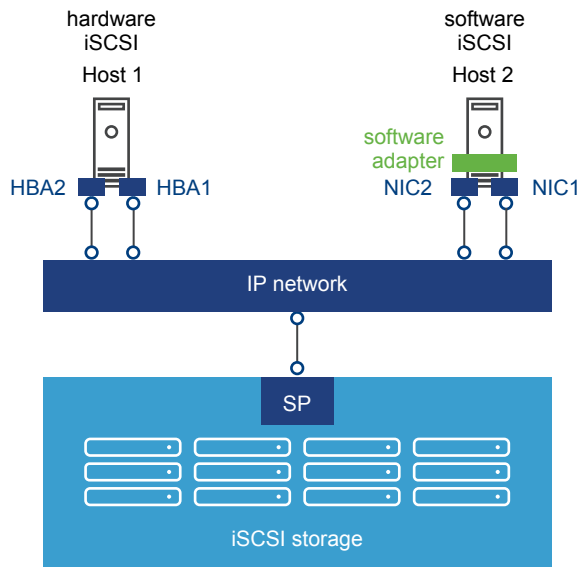 hardware
iSCSI
Host 1
software
iSCSI
Host 2
software
adapter
HBA2
HBA1
NIC2
NIC1
IP network
SP
iSCSI storage